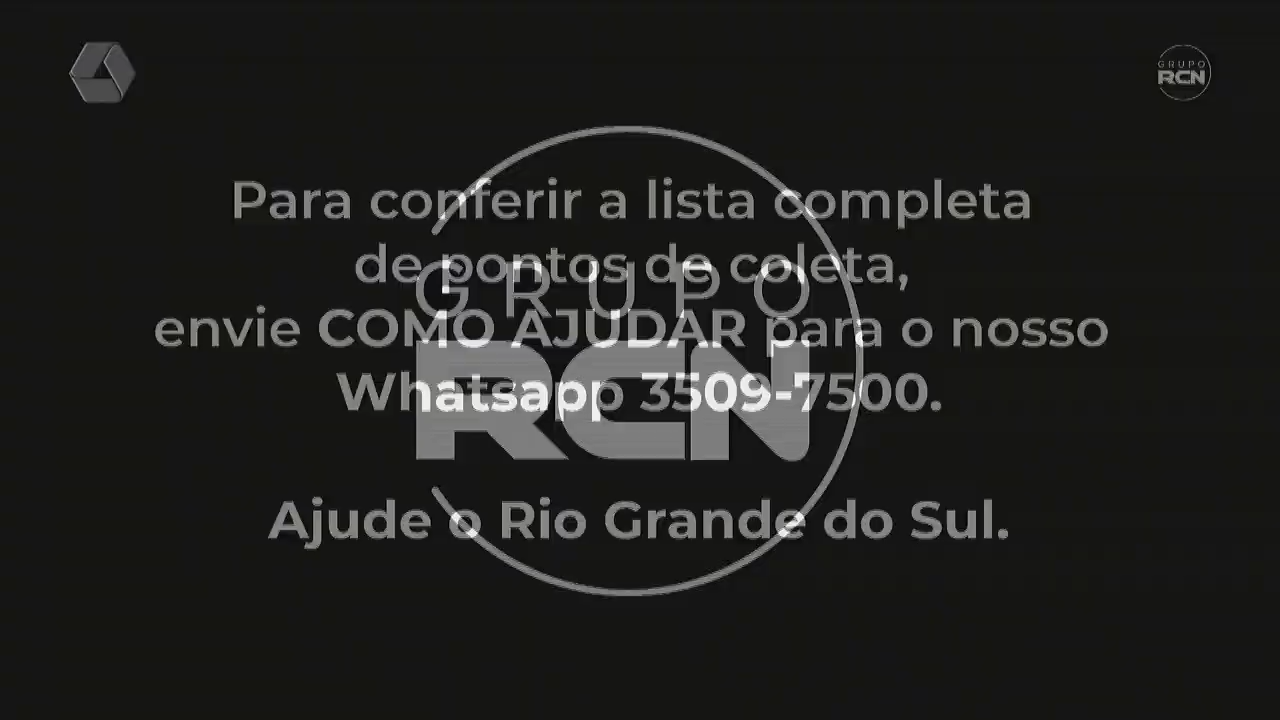 GRUPO
RCN
Para conferir a lista completa
de pontos de coleta,
envie COMO AJUDAR para o nosso
Whatsapp 3509-7500.
Ajude o Rio Grande do Sul.
GRUPO
RCN